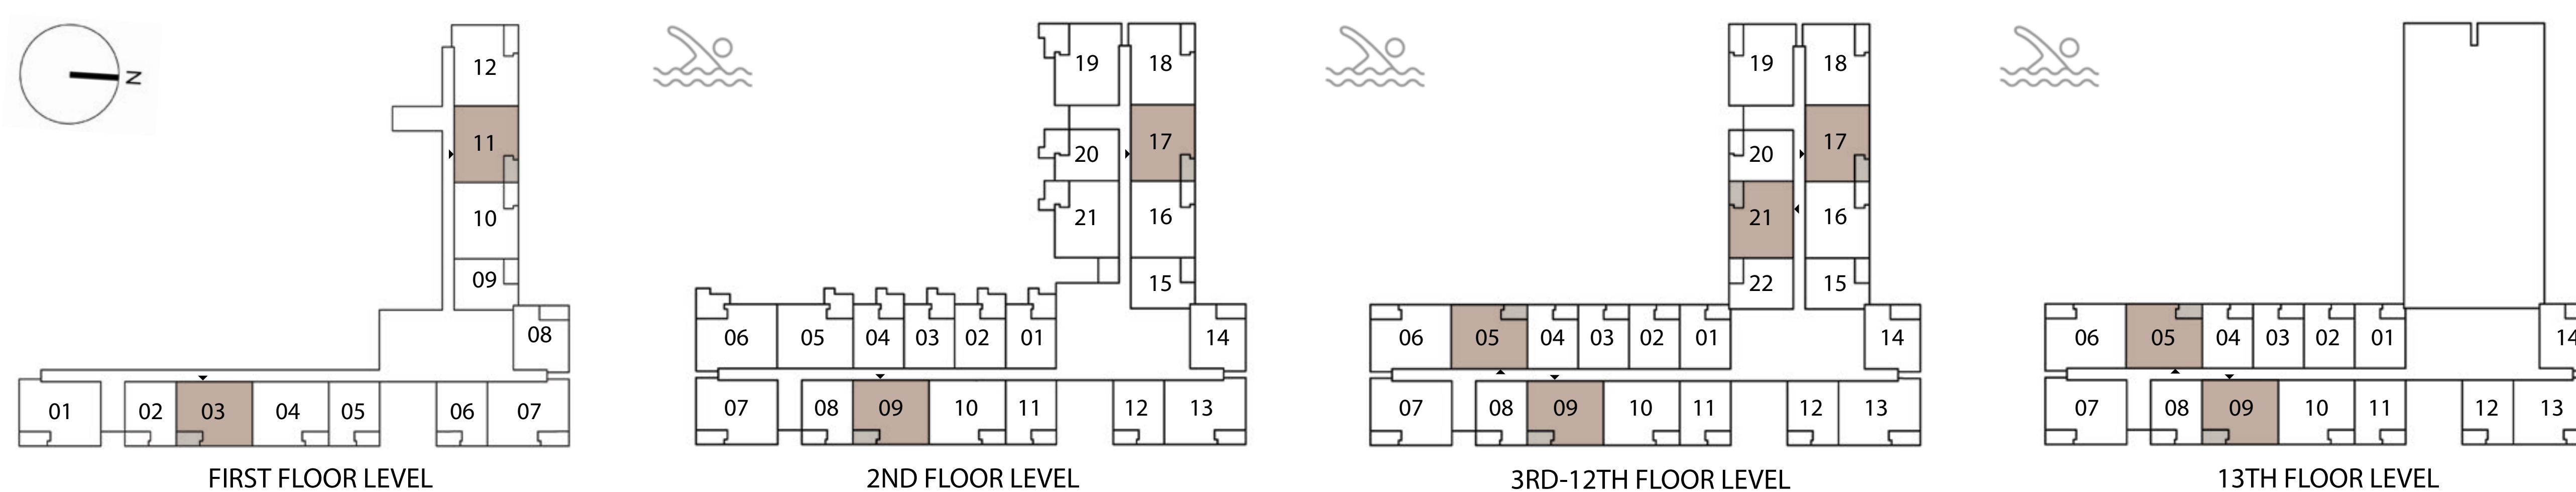 N
12
11
10
09
08
01 02 03 04 05 06 07
FIRST FLOOR LEVEL
19 18
20 17
21 16
15
06 05 04 03 02 01 14
07 08 09 10 11 12 13
2ND FLOOR LEVEL
19 18
20 17
21 16
22 15
06 05 04 03 02 01 14
07 08 09 10 11 12 13
3RD-12TH FLOOR LEVEL
06 05 04 03 02 01 14
07 08 09 10 11 12 13
13TH FLOOR LEVEL